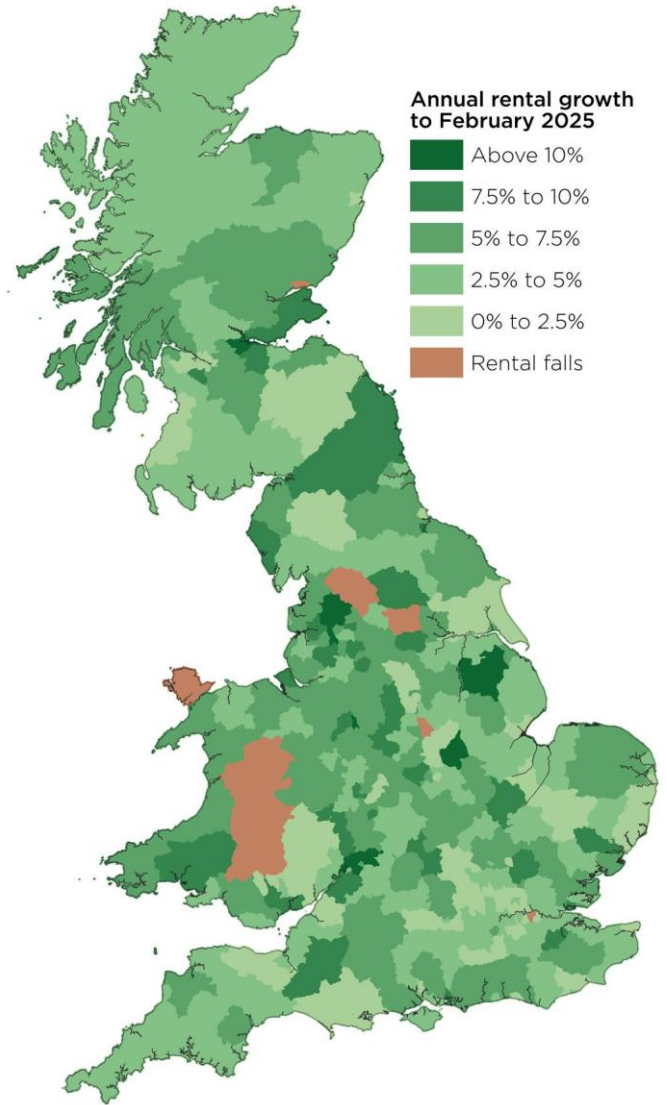 Annual rental growth
to February 2025
Above 10%
7.5% to 10%
5% to 7.5%
2.5% to 5%
0% to 2.5%
Rental falls